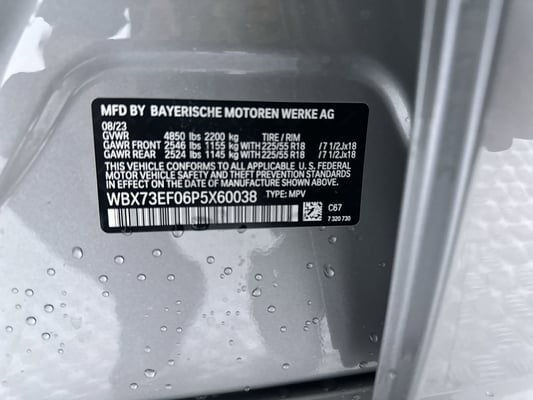 MFD BY BAYERISCHE MOTOREN WERKE AG
08/23
GVWR 4850 lbs 2200 kg TIRE / RIM
GAWR FRONT 2546 lbs 1155 kg WITH 225/55 R18 / 7 1/2Jx18
GAWR REAR 2524 lbs 1145 kg WITH 225/55 R18 / 7 1/2Jx18
THIS VEHICLE CONFORMS TO ALL APPLICABLE U. S. FEDERAL
MOTOR VEHICLE SAFETY, BUMPER, AND THEFT PREVENTION
STANDARDS IN EFFECT ON THE DATE OF MANUFACTURE SHOWN ABOVE.
WBX73EF06P5X60038 TYPE: MPV
C67
7 320 730